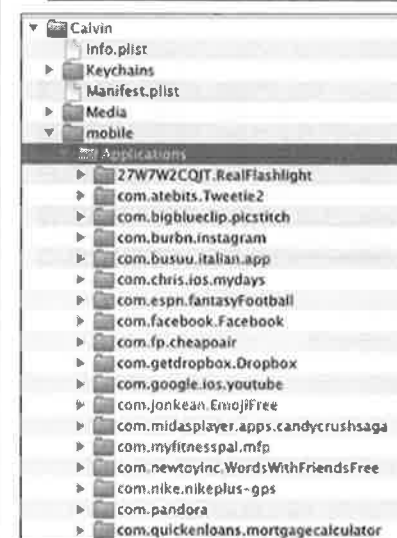 Calvin
Info.plist
Keychains
Manifest.plist
Media
mobile
Applications
27W7W2CQJT.RealFlashlight
com.atebits.Tweetie2
com.bigblueclip.picstitch
com.burbn.instagram
com.busuu.italian.app
com.chris.ios.mydays
com.espn.fantasyFootball
com.facebook.Facebook
com.fp.cheapoair
com.getdropbox.Dropbox
com.google.ios.youtube
com.jonkean.EmojiFree
com.midasplayer.apps.candycrushsaga
com.myfitnesspal.mfp
com.newtoyinc.WordsWithFriendsFree
com.nike.nikeplus-gps
com.pandora
com.quickenloans.mortgagecalculator